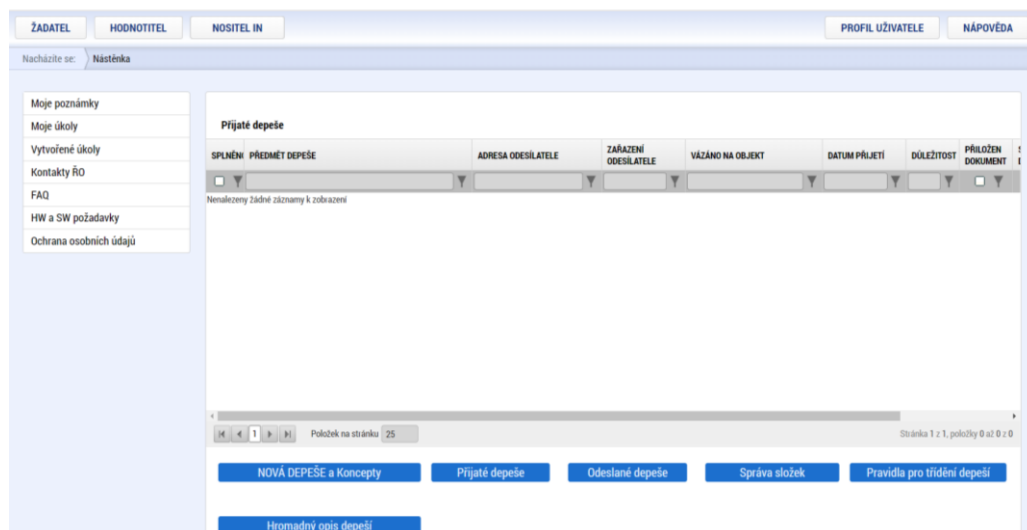 ŽADATEL HODNOTITEL NOSITEL IN PROFIL UŽIVATELE NÁPOVĚDA
Nacházíte se: Nástěnka
Moje poznámky
Moje úkoly
Vytvořené úkoly
Kontakty ŘO
FAQ
HW a SW požadavky
Ochrana osobních údajů
Přijaté depeše
SPLNĚN PŘEDMĚT DEPEŠE ADRESA ODESÍLATELE ZAŘAZENÍ ODESÍLATELE VÁZÁNO NA OBJEKT DATUM PŘIJETÍ DŮLEŽITOST PŘILOŽEN DOKUMENT
Nenalezeny žádné záznamy k zobrazení
1 Položek na stránku 25 Stránka 1 z 1, položky 0 až 0 z 0
NOVÁ DEPEŠE a Koncepty Přijaté depeše Odeslané depeše Správa složek Pravidla pro třídění depeší
Hromadný opis depeší